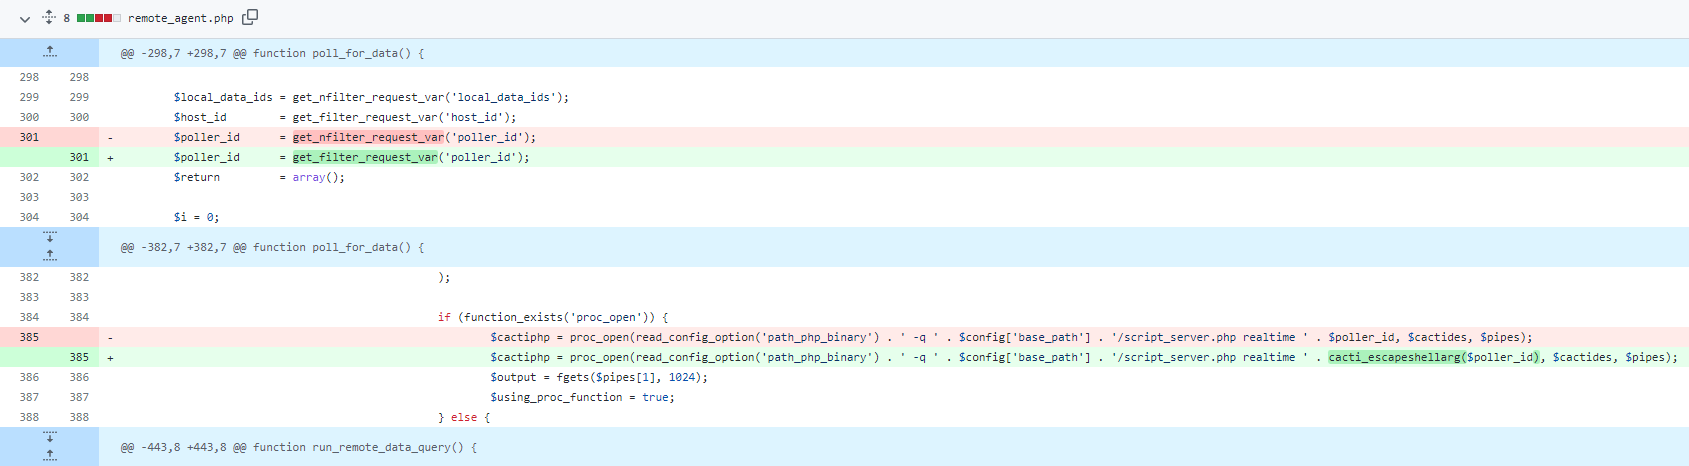 8 remote_agent.php
@@ -298,7 +298,7 @@ function poll_for_data() {
298 298
299 299 $local_data_ids = get_nfilter_request_var('local_data_ids');
300 300 $host_id        = get_filter_request_var('host_id');
301 - $poller_id      = get_nfilter_request_var('poller_id');
301 + $poller_id      = get_filter_request_var('poller_id');
302 302 $return         = array();
303 303
304 304 $i = 0;
@@ -382,7 +382,7 @@ function poll_for_data() {
382 382 );
383 383
384 384 if (function_exists('proc_open')) {
385 - $cactiphp = proc_open(read_config_option('path_php_binary') . ' -q ' . $config['base_path'] . '/script_server.php realtime ' . $poller_id, $cactides, $pipes);
385 + $cactiphp = proc_open(read_config_option('path_php_binary') . ' -q ' . $config['base_path'] . '/script_server.php realtime ' . cacti_escapeshellarg($poller_id), $cactides, $pipes);
386 386 $output = fgets($pipes[1], 1024);
387 387 $using_proc_function = true;
388 388 } else {
@@ -443,8 +443,8 @@ function run_remote_data_query() {